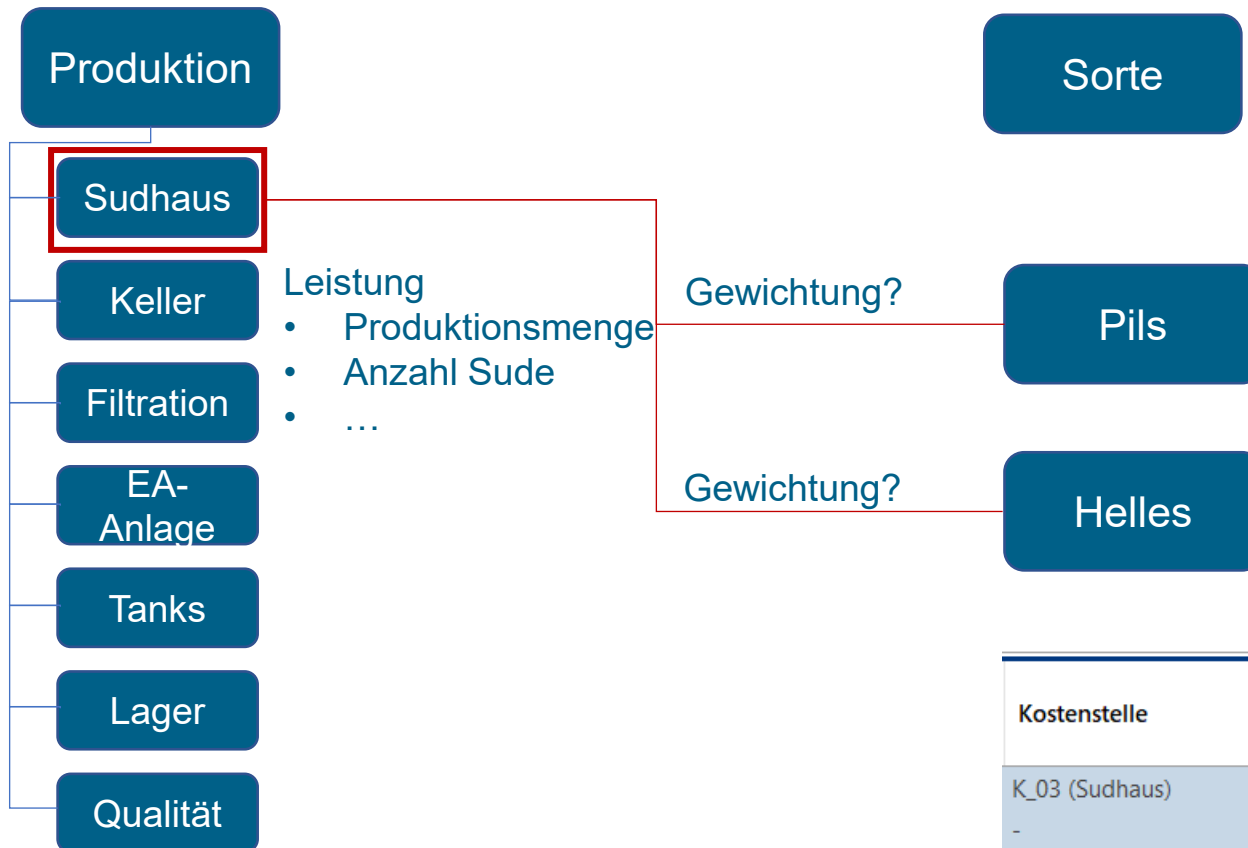 Produktion
Sorte
Sudhaus
Keller
Filtration
EA-
Anlage
Tanks
Lager
Qualität
Leistung
• Produktionsmenge
• Anzahl Sude
• …
Gewichtung?
Pils
Gewichtung?
Helles
Kostenstelle
K_03 (Sudhaus)
-